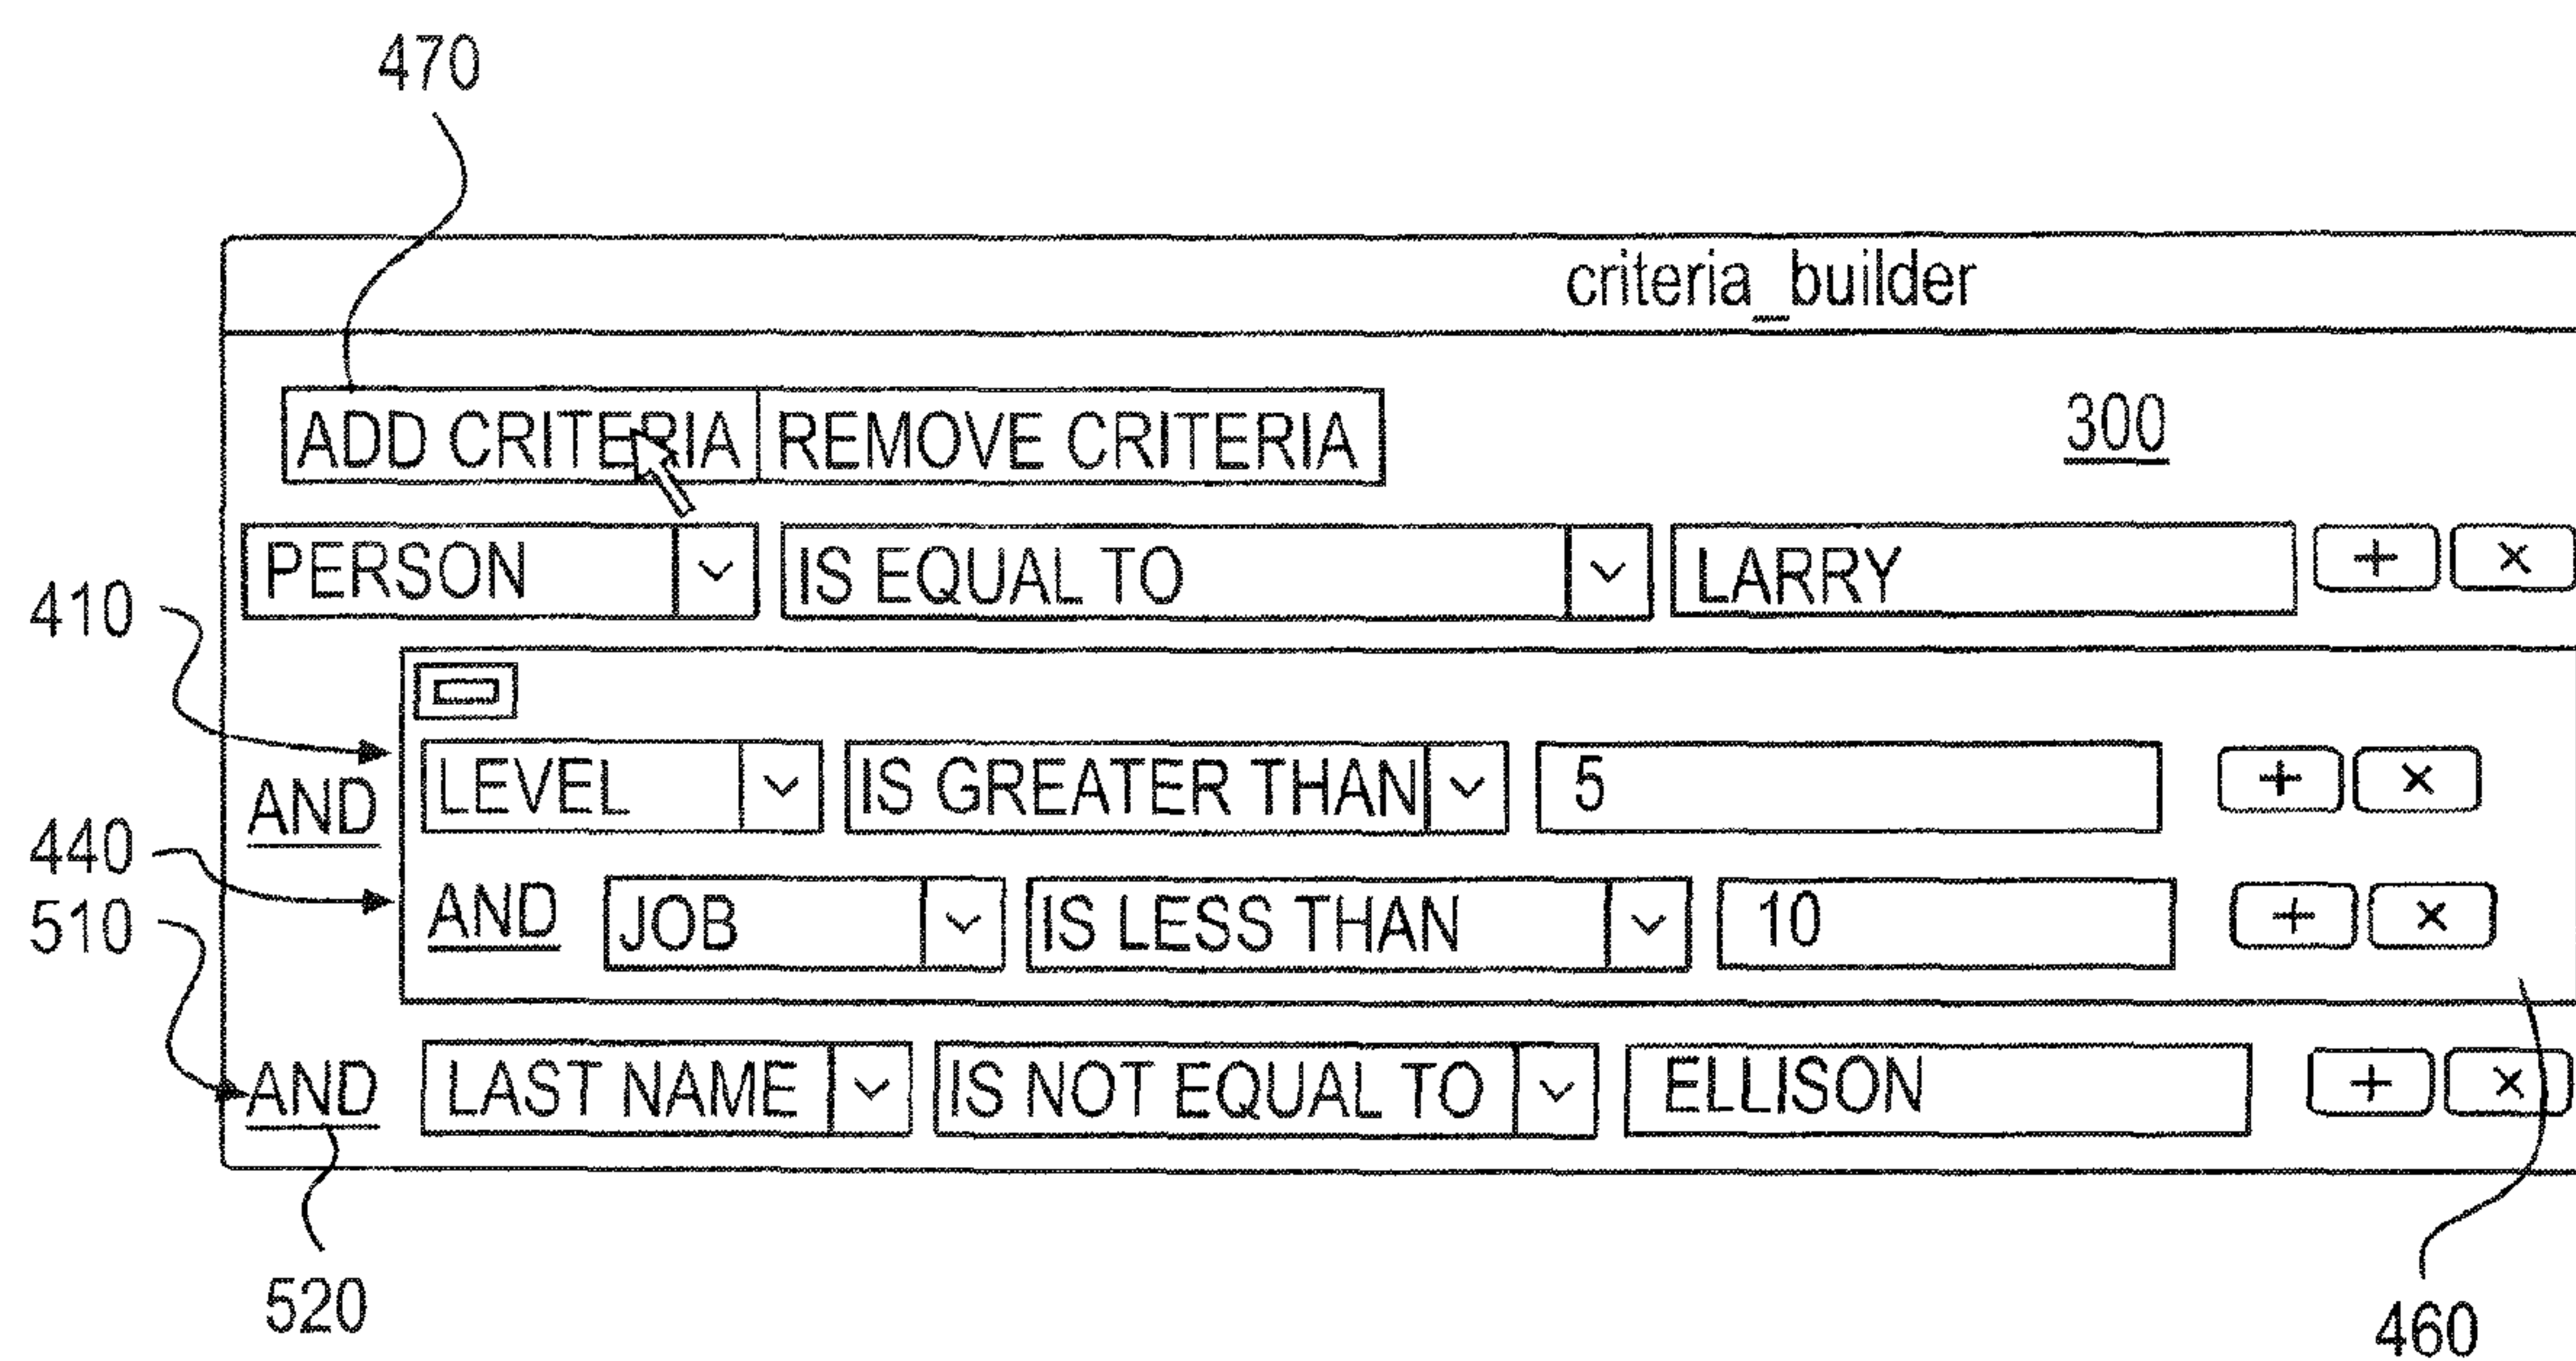 470
criteria_builder
ADD CRITERIA REMOVE CRITERIA 300
PERSON IS EQUAL TO LARRY + ×
410
AND LEVEL IS GREATER THAN 5 + ×
440 AND JOB IS LESS THAN 10 + ×
510
AND LAST NAME IS NOT EQUAL TO ELLISON + ×
520
460